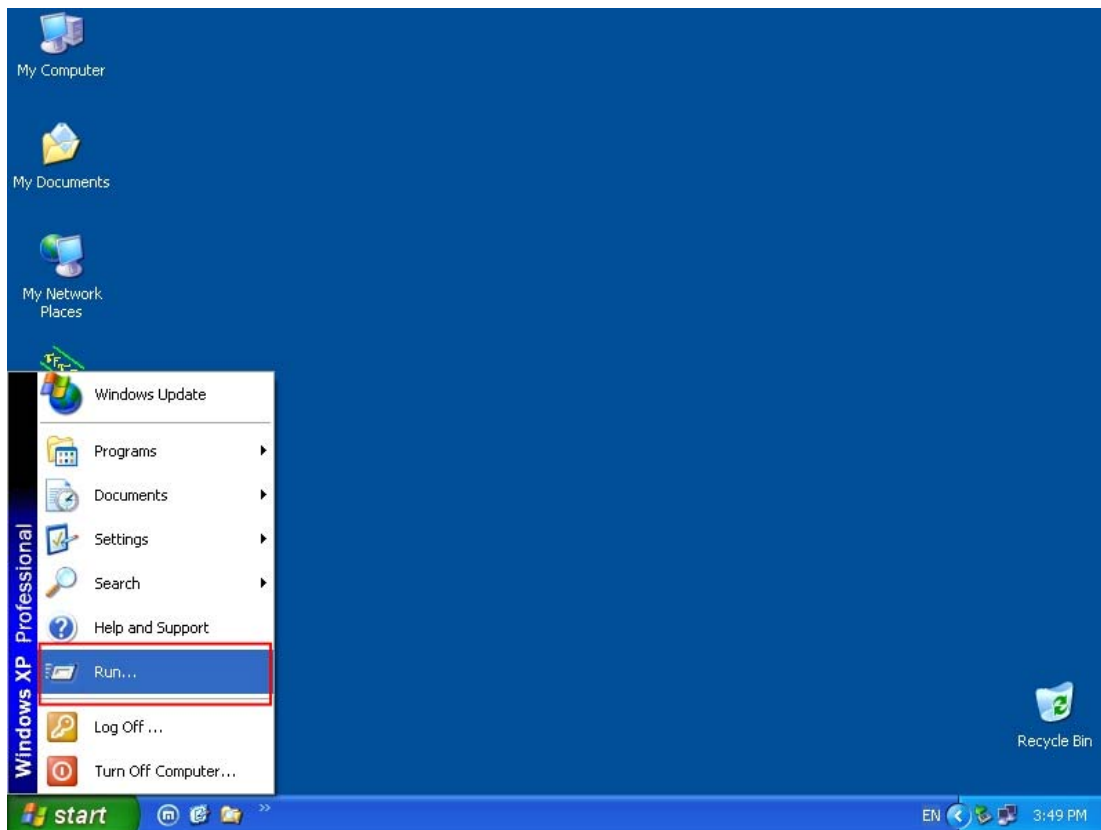 My Computer
My Documents
My Network
Places
Windows XP Professional
Windows Update
Programs
Documents
Settings
Search
Help and Support
Run...
Log Off ...
Turn Off Computer...
Recycle Bin
start
EN
3:49 PM